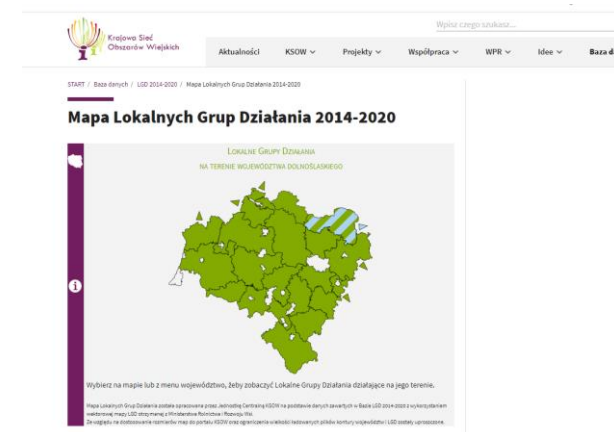 Wpisz czego szukasz...
Krajowa Sieć
Obszarów Wiejskich
Aktualności KSOW Projekty Współpraca WPR Idee Baza d
START / Baza danych / LGD 2014-2020 / Mapa Lokalnych Grup Działania 2014-2020
Mapa Lokalnych Grup Działania 2014-2020
LOKALNE GRUPY DZIAŁANIA
NA TERENIE WOJEWÓDZTWA DOLNOŚLĄSKIEGO
Wybierz na mapie lub z menu województwo, żeby zobaczyć Lokalne Grupy Działania działające na jego terenie.
Mapa Lokalnych Grup Działania została opracowana przez Jednostkę Centralną KSOW na podstawie danych zawartych w Bazie LGD 2014-2020 z wykorzystaniem
wektorowej mapy LGD otrzymanej z Ministerstwa Rolnictwa i Rozwoju Wsi.
Ze względu na dostosowanie rozmiarów map do portalu KSOW oraz ograniczenie wielkości ładowanych plików kontury województw i LGD zostały uproszczone.